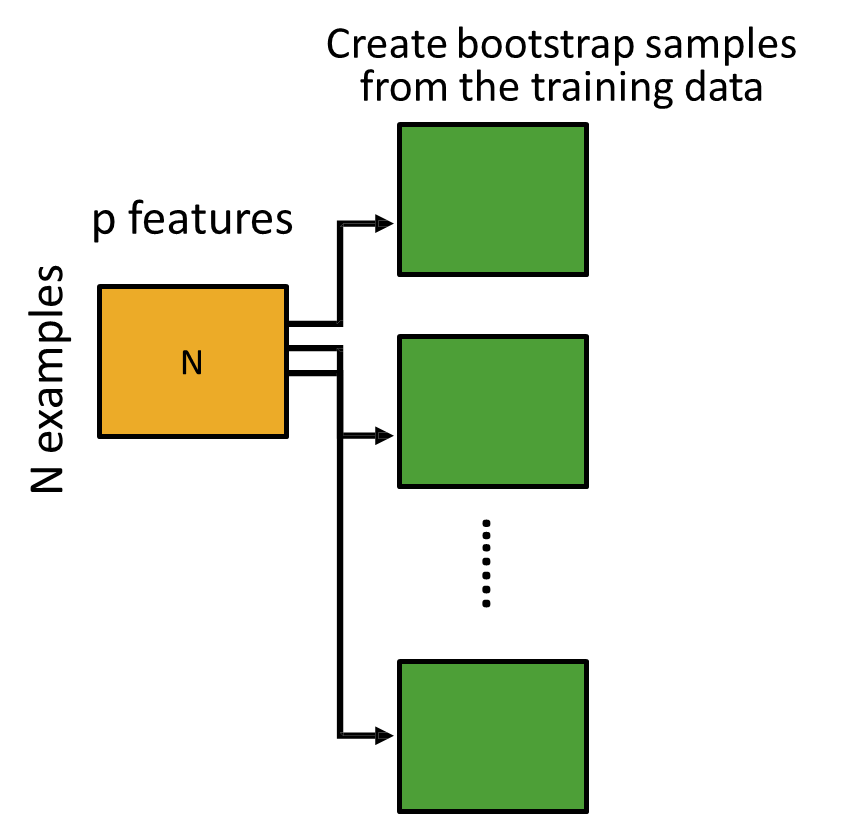 Create bootstrap samples
from the training data
p features
N examples
N